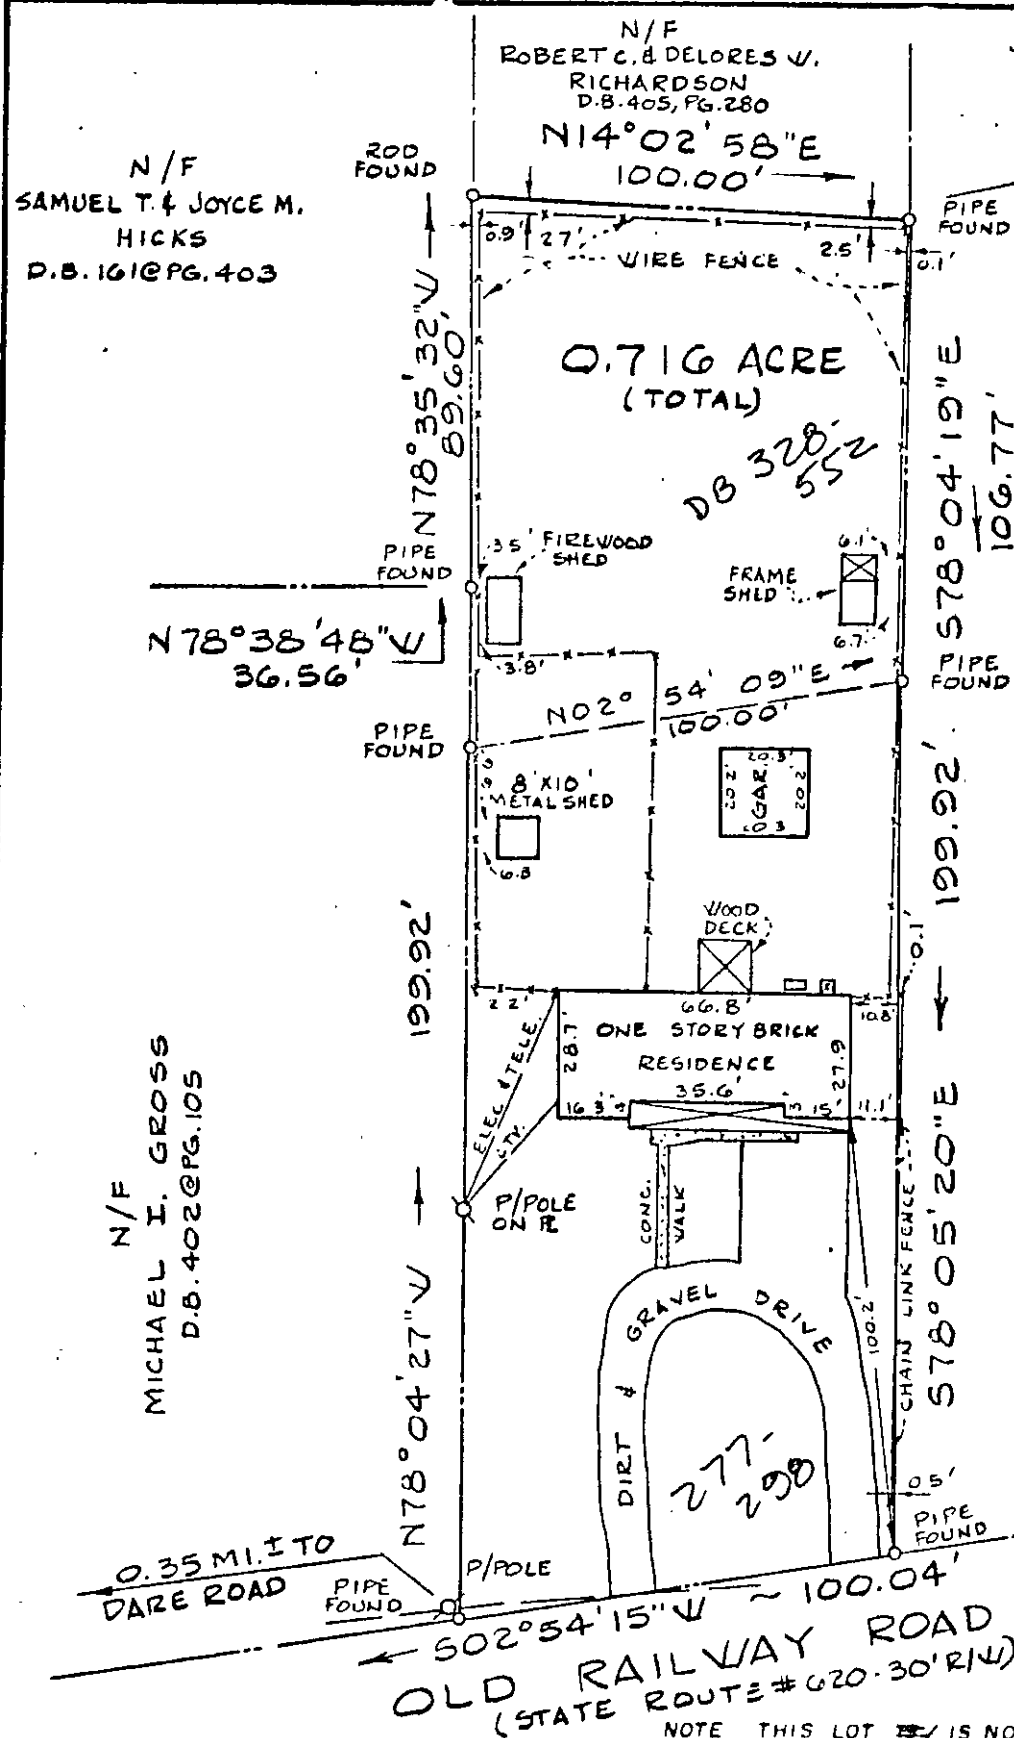 N/F
ROBERT C. & DELORES W.
RICHARDSON
D.B. 405, PG. 280
N14°02'58"E
100.00'
ROD
FOUND
N/F
SAMUEL T. & JOYCE M.
HICKS
D.B. 161@PG. 403
PIPE
FOUND
0.9'
27'
2.5'
0.1'
WIRE FENCE
N78°35'32"W
89.60'
0.716 ACRE
(TOTAL)
DB 328-
552
S78°04'19"E
106.77'
PIPE
FOUND
3.5'
FIREWOOD
SHED
6.1'
FRAME
SHED
6.7'
N78°38'48"W
36.56'
3.8'
N02° 54' 09"E
100.00'
PIPE
FOUND
PIPE
FOUND
8'X10'
METAL SHED
6.8
20.3'
20.2'
GAR.
20.2'
199.92'
WOOD
DECK
0.1'
199.92'
22'
66.8'
10.8'
28.7'
ONE STORY BRICK
RESIDENCE
27.9
35.6'
16.3'
4
3
15'
11.1'
ELEC. & TELE.
CTV.
P/POLE
ON PL
CONC.
WALK
N/F
MICHAEL I. GROSS
D.B. 402@PG. 105
N78°04'27"W
DIRT & GRAVEL DRIVE
100.2'
CHAIN LINK FENCE
S78°05'20"E
277-
298
0.5'
PIPE
FOUND
0.35 MI.± TO
DARE ROAD
PIPE
FOUND
P/POLE
S02°54'15"W ~ 100.04'
OLD RAILWAY ROAD
(STATE ROUTE # 620-30' R/W)
NOTE THIS LOT IS NO